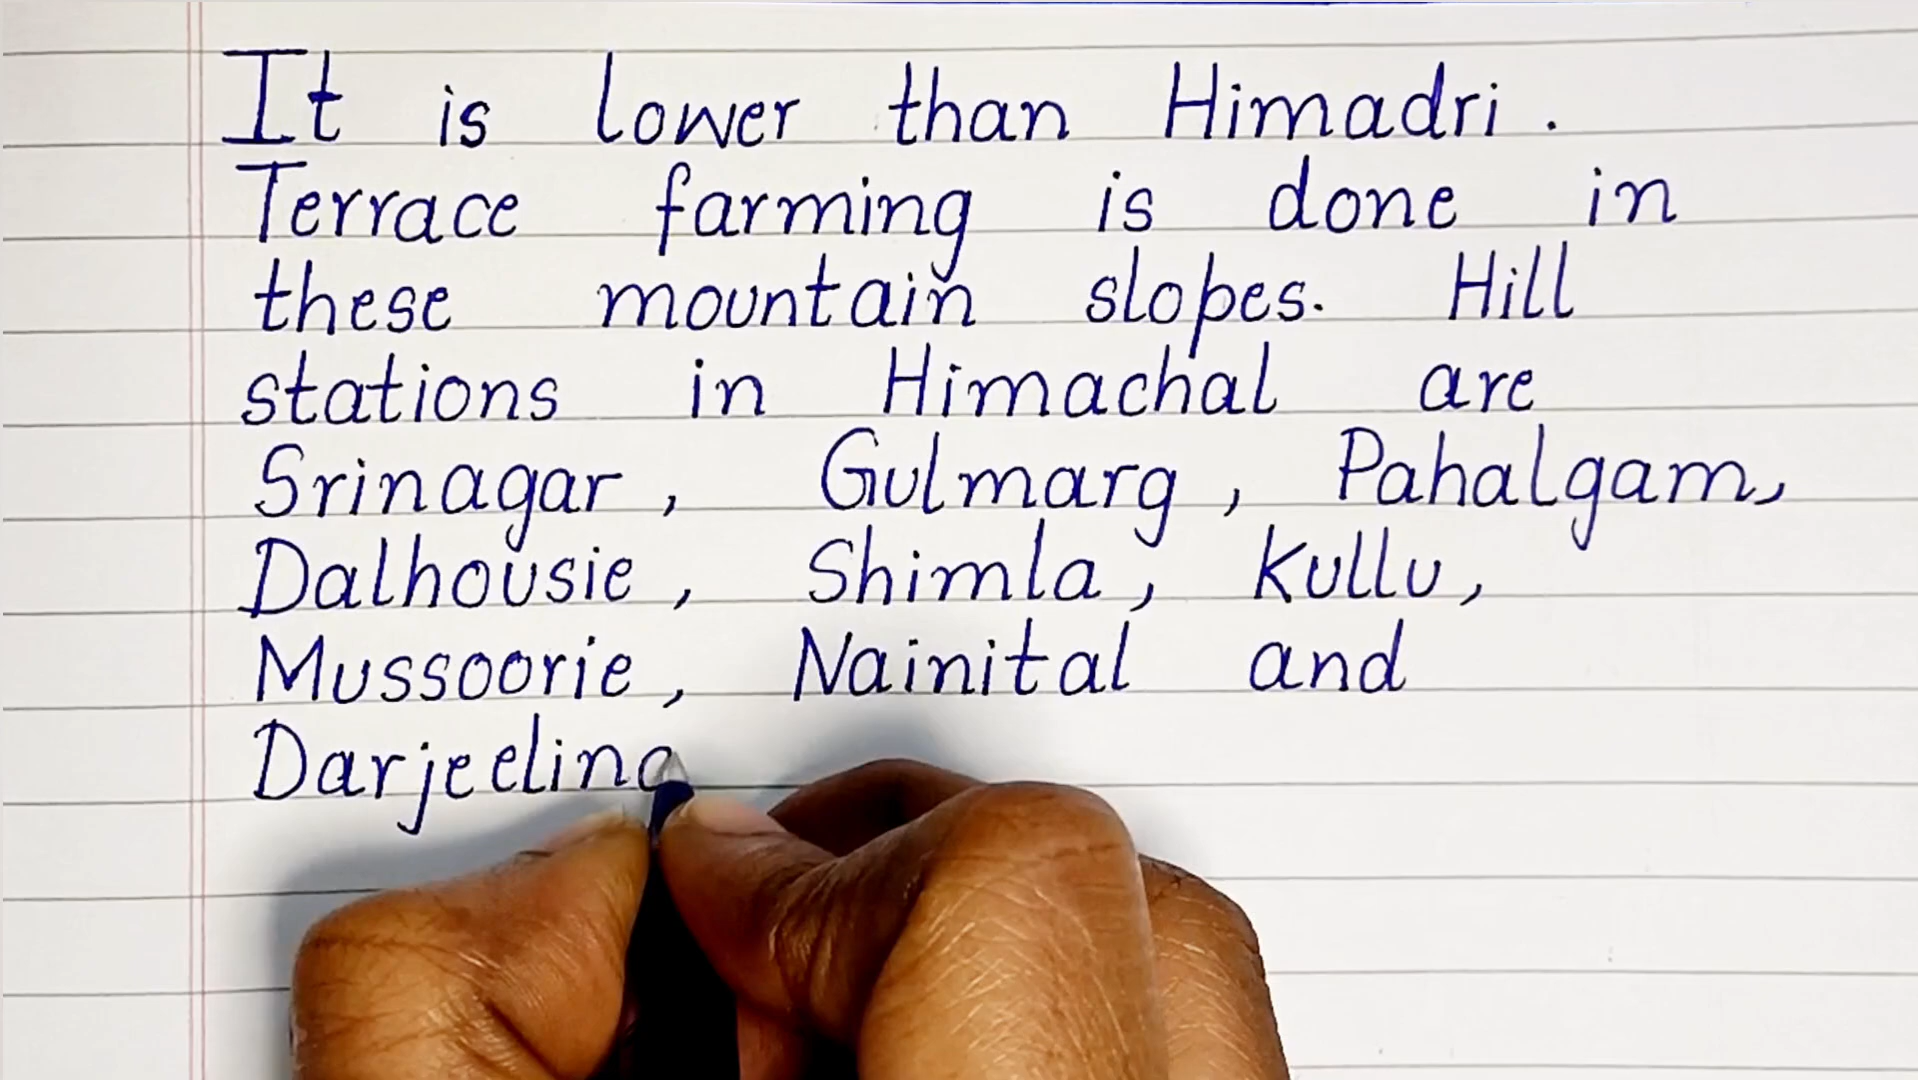 It is lower than Himadri.
Terrace farming is done in
these mountain slopes. Hill
stations in Himachal are
Srinagar, Gulmarg, Pahalgam,
Dalhousie, Shimla, Kullu,
Mussoorie, Nainital and
Darjeeling